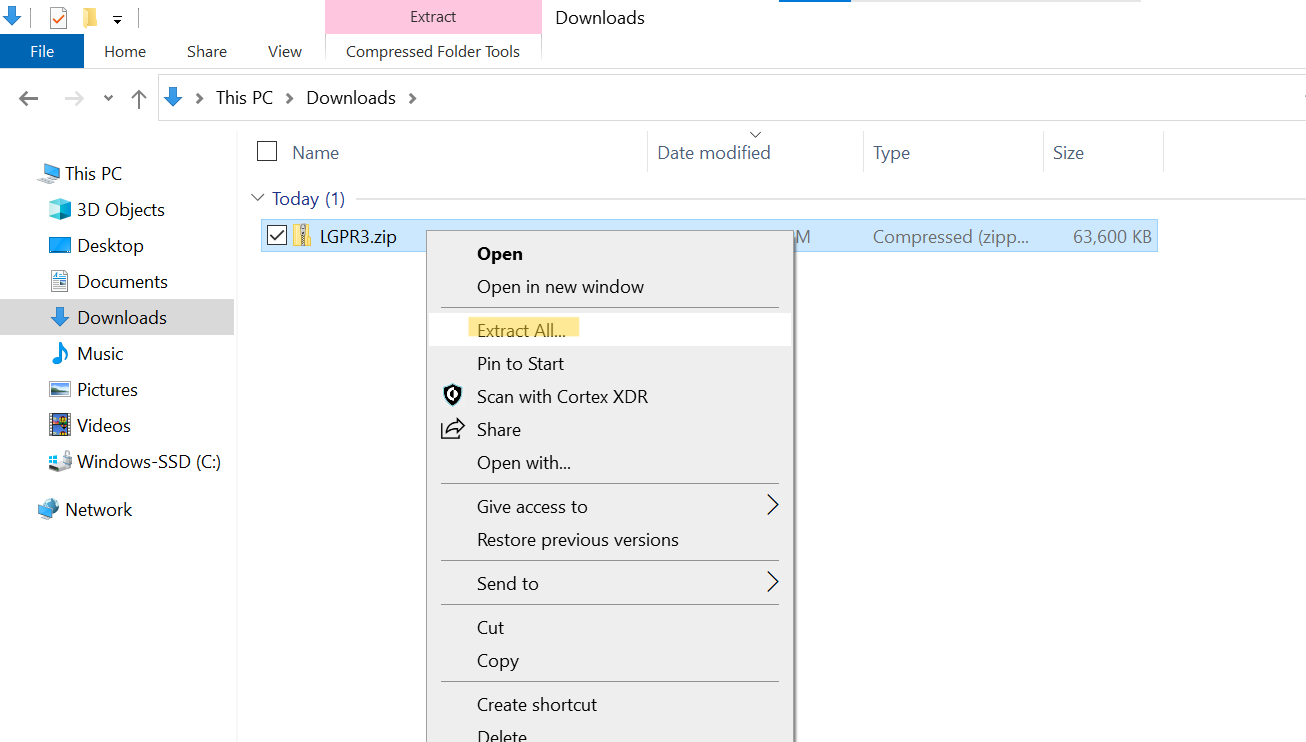 Extract
Downloads
File
Home
Share
View
Compressed Folder Tools
This PC
Downloads
Name
Date modified
Type
Size
This PC
3D Objects
Desktop
Documents
Downloads
Music
Pictures
Videos
Windows-SSD (C:)
Network
Today (1)
LGPR3.zip
M
Compressed (zipp...
63,600 KB
Open
Open in new window
Extract All...
Pin to Start
Scan with Cortex XDR
Share
Open with...
Give access to
Restore previous versions
Send to
Cut
Copy
Create shortcut
Delete